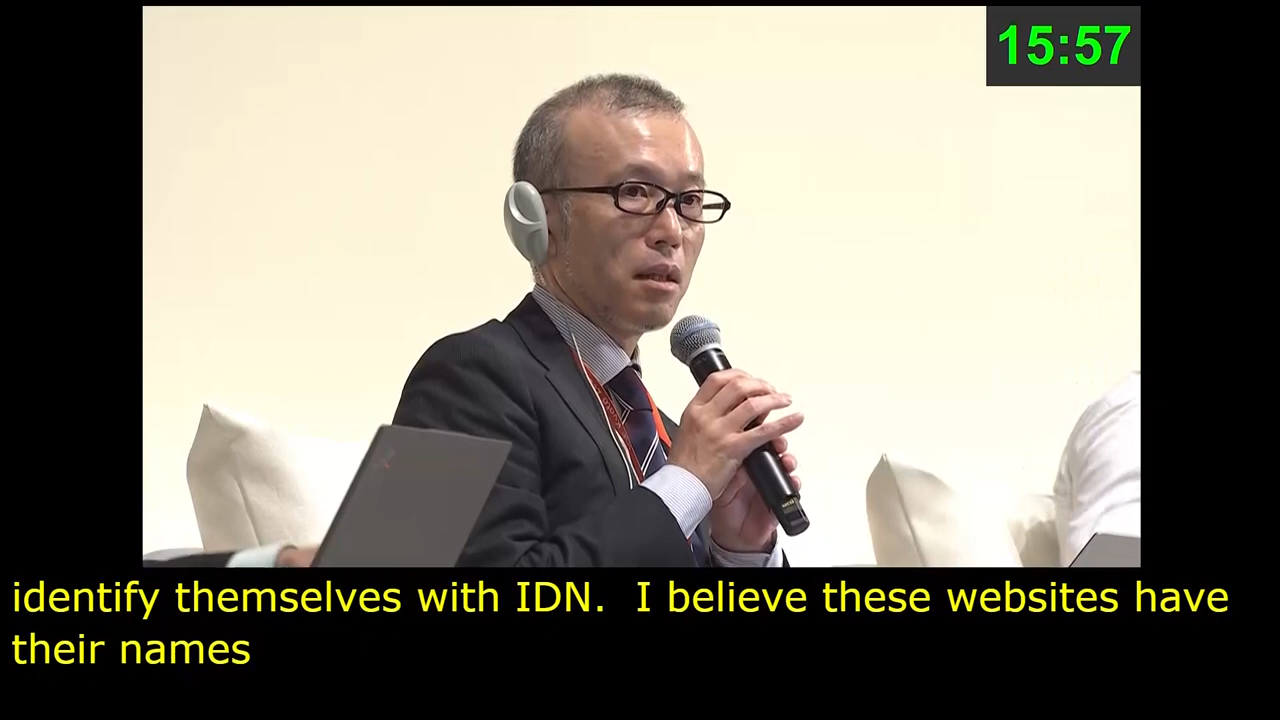 15:57
identify themselves with IDN.  I believe these websites have
their names